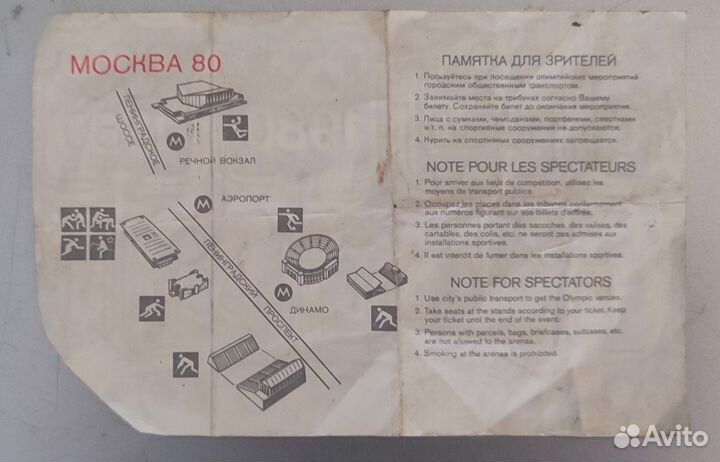 МОСКВА 80
ЛЕНИНГРАДСКОЕ
ШОССЕ
М
РЕЧНОЙ ВОКЗАЛ
М
АЭРОПОРТ
ЛЕНИНГРАДСКИЙ ПРОСПЕКТ
М
ДИНАМО
ПАМЯТКА ДЛЯ ЗРИТЕЛЕЙ
1. Пользуйтесь при посещении олимпийских мероприятий
городским общественным транспортом.
2. Занимайте места на трибунах согласно Вашему
билету. Сохраняйте билет до окончания мероприятия.
3. Лица с сумками, чемоданами, портфелями, свертками
и т. п. на спортивные сооружения не допускаются.
4. Курить на спортивных сооружениях запрещается.
NOTE POUR LES SPECTATEURS
1. Pour arriver aux lieux de competition, utilisez les
moyens de transport publics.
2. Occupez les places dans les tribunes conformement
aux numéros figurant sur vos billets d'entrée.
3. Les personnes portant des sacoches, des valises, des
cartables, des colis, etc. ne seront pas admises aux
installations sportives.
4. Il est interdit de fumer dans les installations sportives.
NOTE FOR SPECTATORS
1. Use city's public transport to get the Olympic venues.
2. Take seats at the stands according to your ticket. Keep
your ticket until the end of the event.
3. Persons with parcels, bags, briefcases, suitcases, etc.
are not allowed to the arenas.
4. Smoking at the arenas is prohibited.
Avito